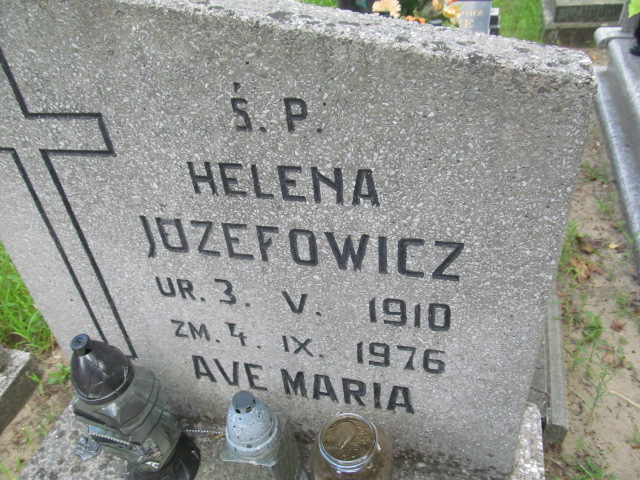 Ś. P.
HELENA
JÓZEFOWICZ
UR. 3. V. 1910
ZM. 4. IX. 1976
AVE MARIA